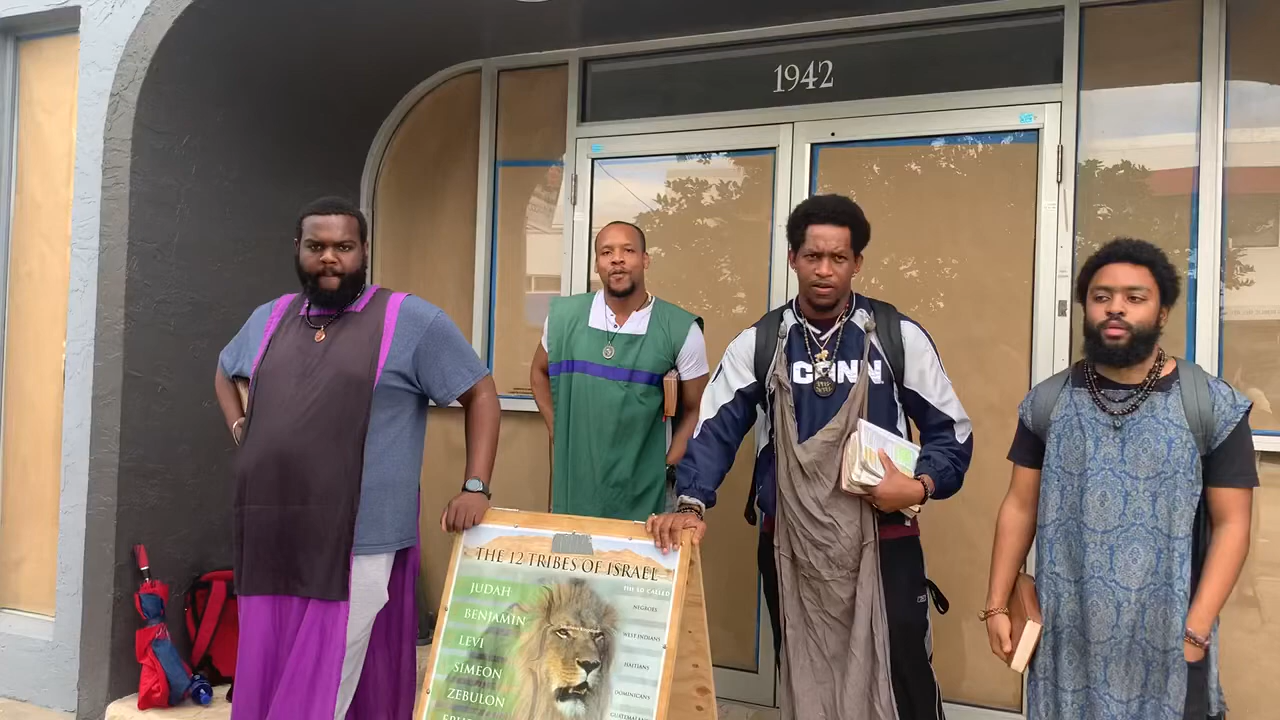 1942
CONN
THE 12 TRIBES OF ISRAEL
THE SO CALLED
JUDAH
NEGROES
BENJAMIN
WEST INDIANS
LEVI
HAITIANS
SIMEON
DOMINICANS
ZEBULON